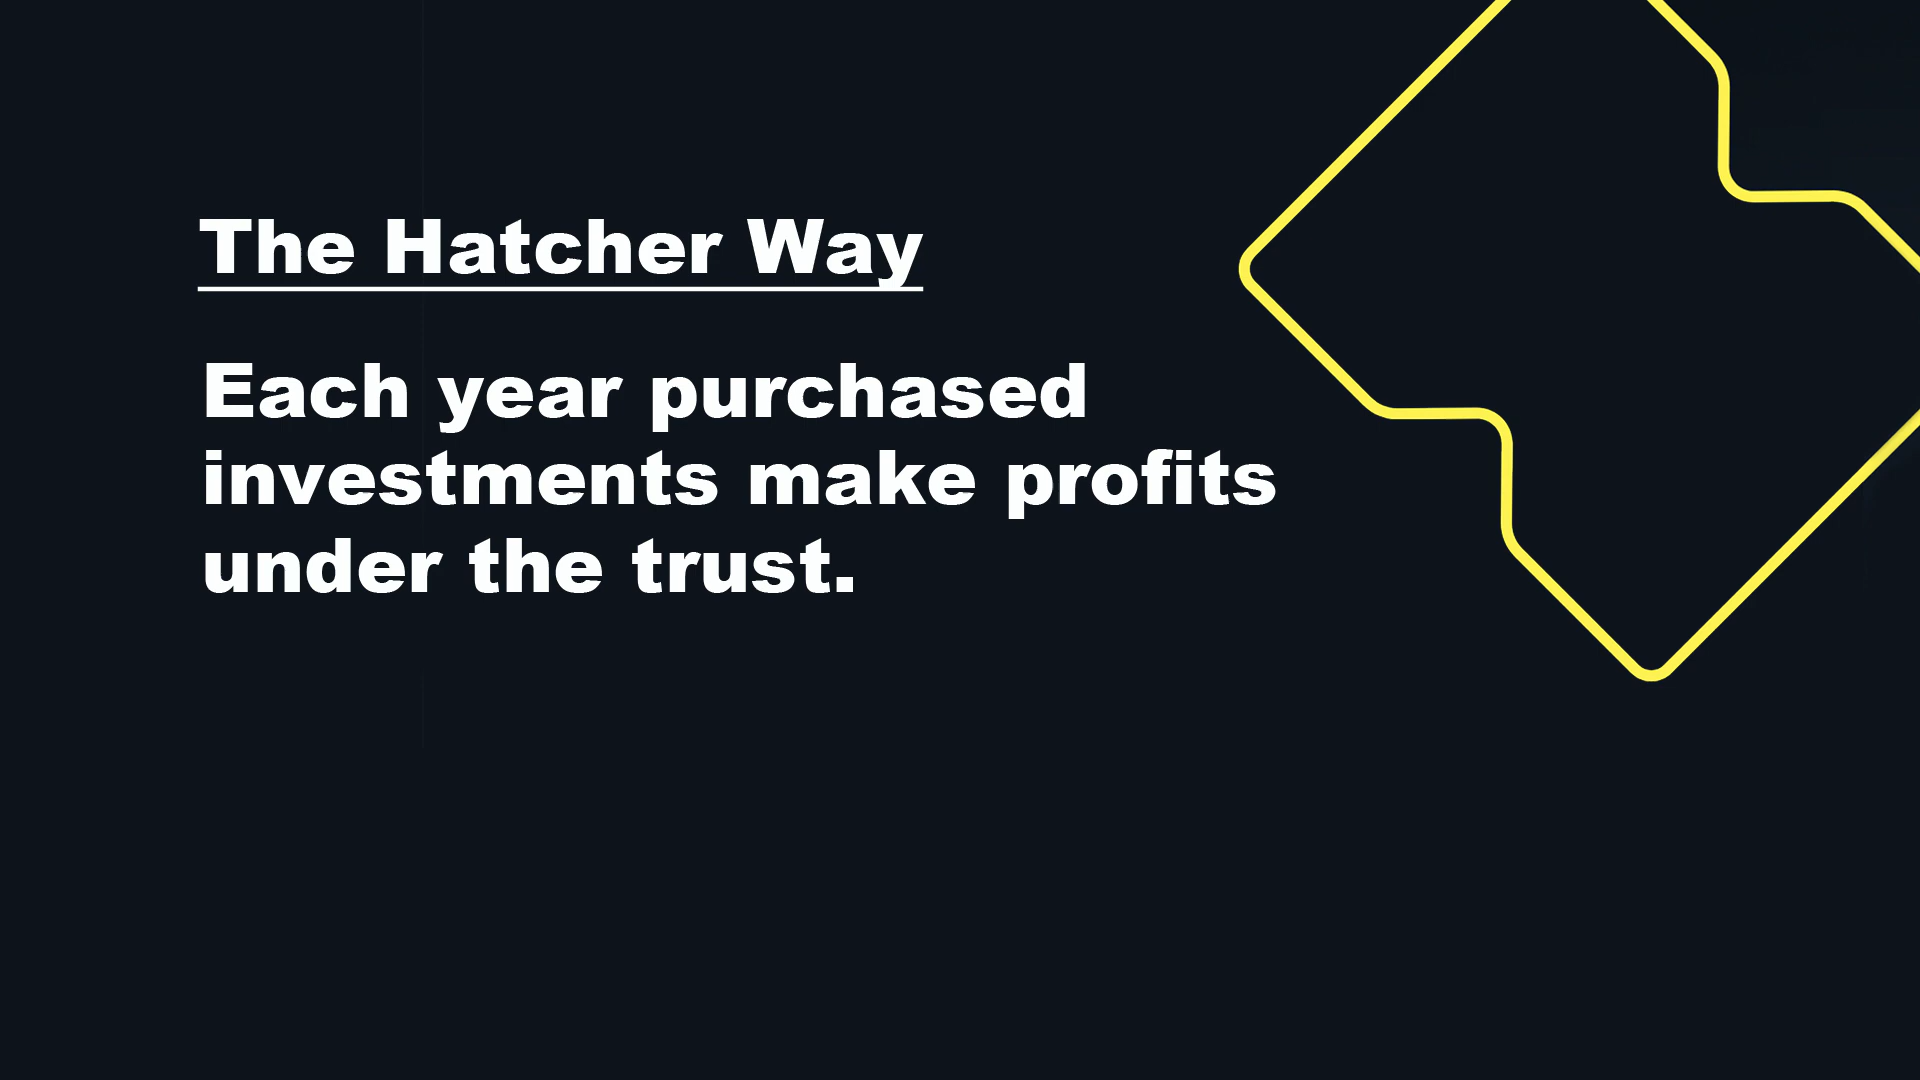 The Hatcher Way
Each year purchased
investments make profits
under the trust.